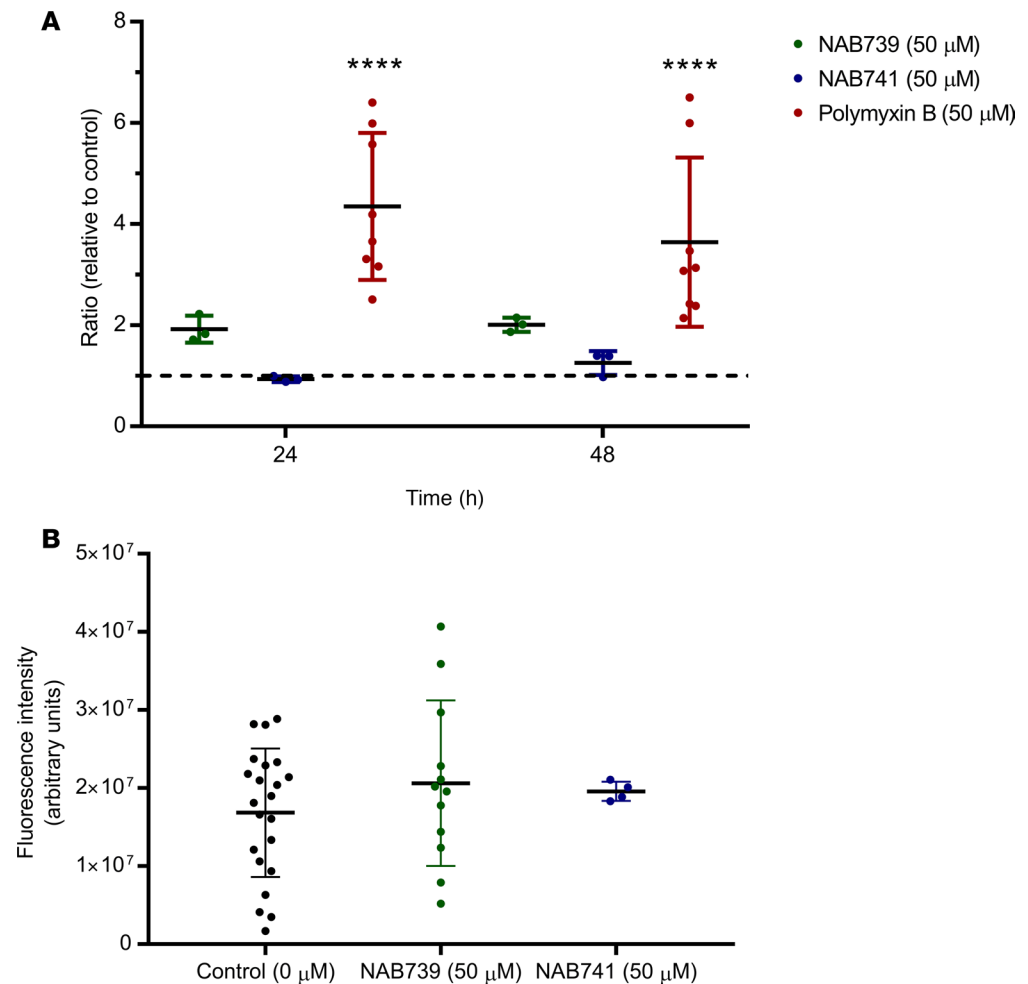 A
Ratio (relative to control)
8
6
4
2
0
****
****
NAB739 (50 μM)
NAB741 (50 μM)
Polymyxin B (50 μM)
24
48
Time (h)
B
Fluorescence intensity
(arbitrary units)
5×10⁷
4×10⁷
3×10⁷
2×10⁷
1×10⁷
0
Control (0 μM)
NAB739 (50 μM)
NAB741 (50 μM)